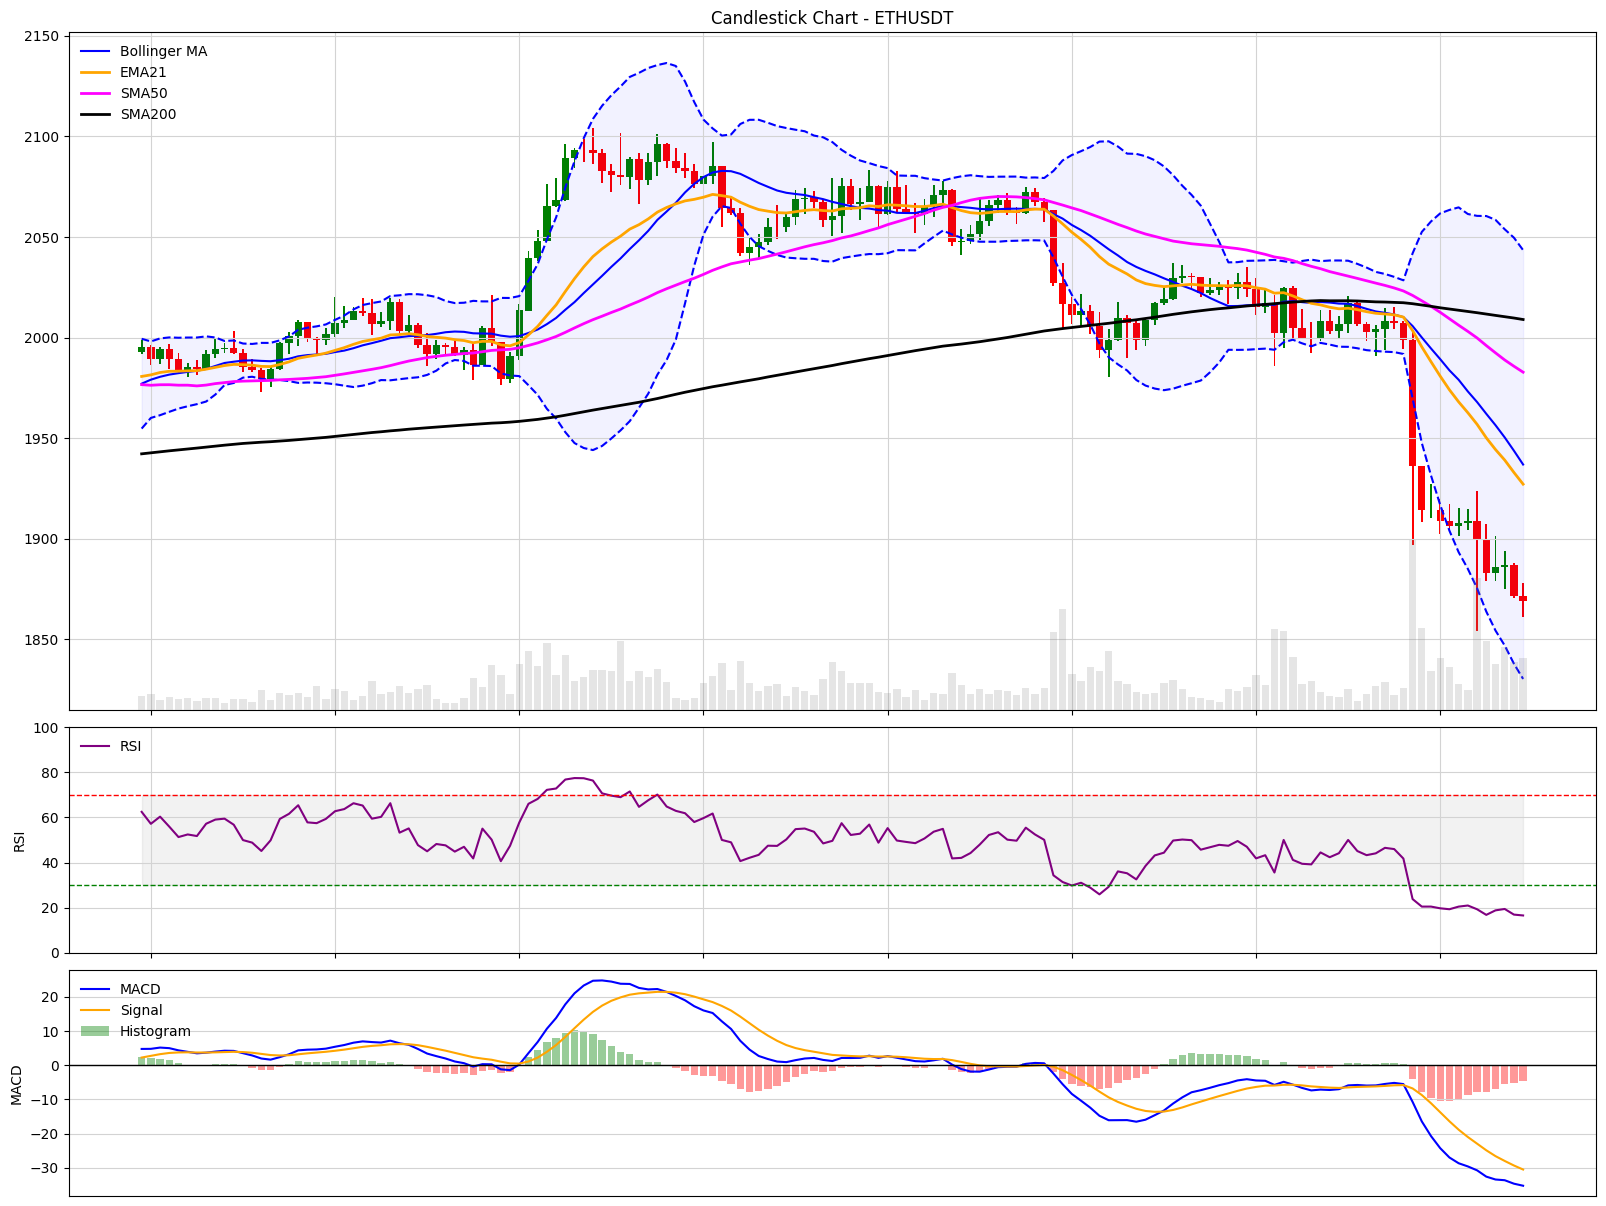 Candlestick Chart - ETHUSDT
2150
Bollinger MA
EMA21
SMA50
SMA200
2100
2050
2000
1950
1900
1850
100
RSI
80
60
RSI
40
20
0
MACD
20
Signal
10
Histogram
0
MACD
−10
−20
−30